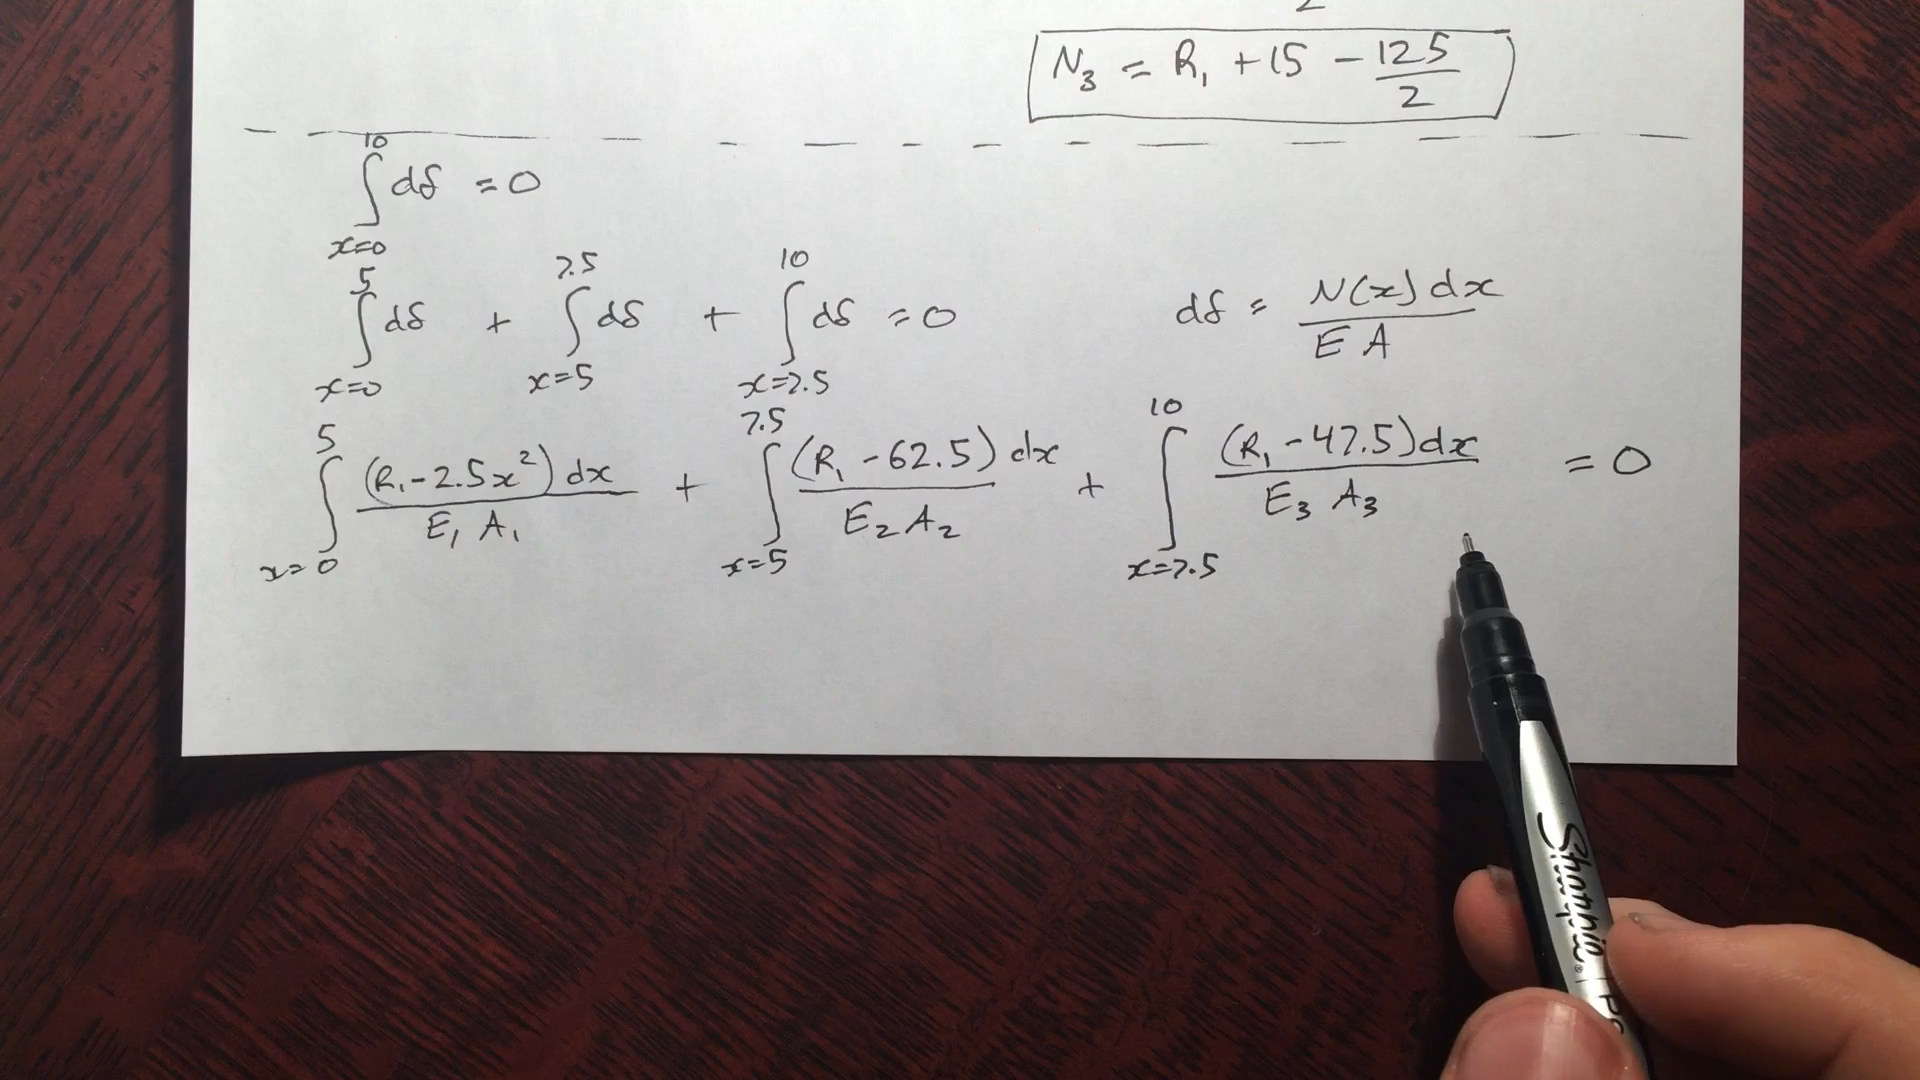 N₃ = R₁ + 15 - 125/2
∫_{x=0}^{10} dδ = 0
∫_{x=0}^{5} dδ + ∫_{x=5}^{7.5} dδ + ∫_{x=7.5}^{10} dδ = 0
dδ = N(x) dx / E A
∫_{x=0}^{5} (R₁ - 2.5x²) dx / E₁ A₁ + ∫_{x=5}^{7.5} (R₁ - 62.5) dx / E₂ A₂ + ∫_{x=7.5}^{10} (R₁ - 47.5) dx / E₃ A₃ = 0
Sharpie®